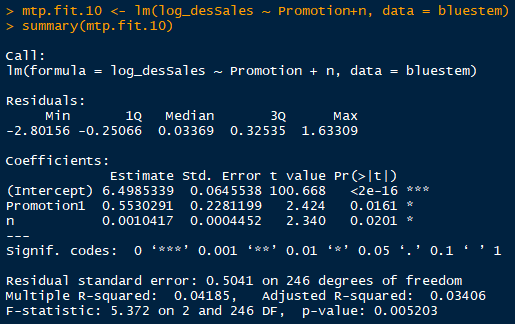 > mtp.fit.10 <- lm(log_desSales ~ Promotion+n, data = bluestem)
> summary(mtp.fit.10)
Call:
lm(formula = log_desSales ~ Promotion + n, data = bluestem)
Residuals:
Min 1Q Median 3Q Max
-2.80156 -0.25066 0.03369 0.32535 1.63309
Coefficients:
Estimate Std. Error t value Pr(>|t|)
(Intercept) 6.4985339 0.0645538 100.668 <2e-16 ***
Promotion1 0.5530291 0.2281199 2.424 0.0161 *
n 0.0010417 0.0004452 2.340 0.0201 *
---
Signif. codes: 0 ‘***’ 0.001 ‘**’ 0.01 ‘*’ 0.05 ‘.’ 0.1 ‘ ’ 1
Residual standard error: 0.5041 on 246 degrees of freedom
Multiple R-squared: 0.04185, Adjusted R-squared: 0.03406
F-statistic: 5.372 on 2 and 246 DF, p-value: 0.005203